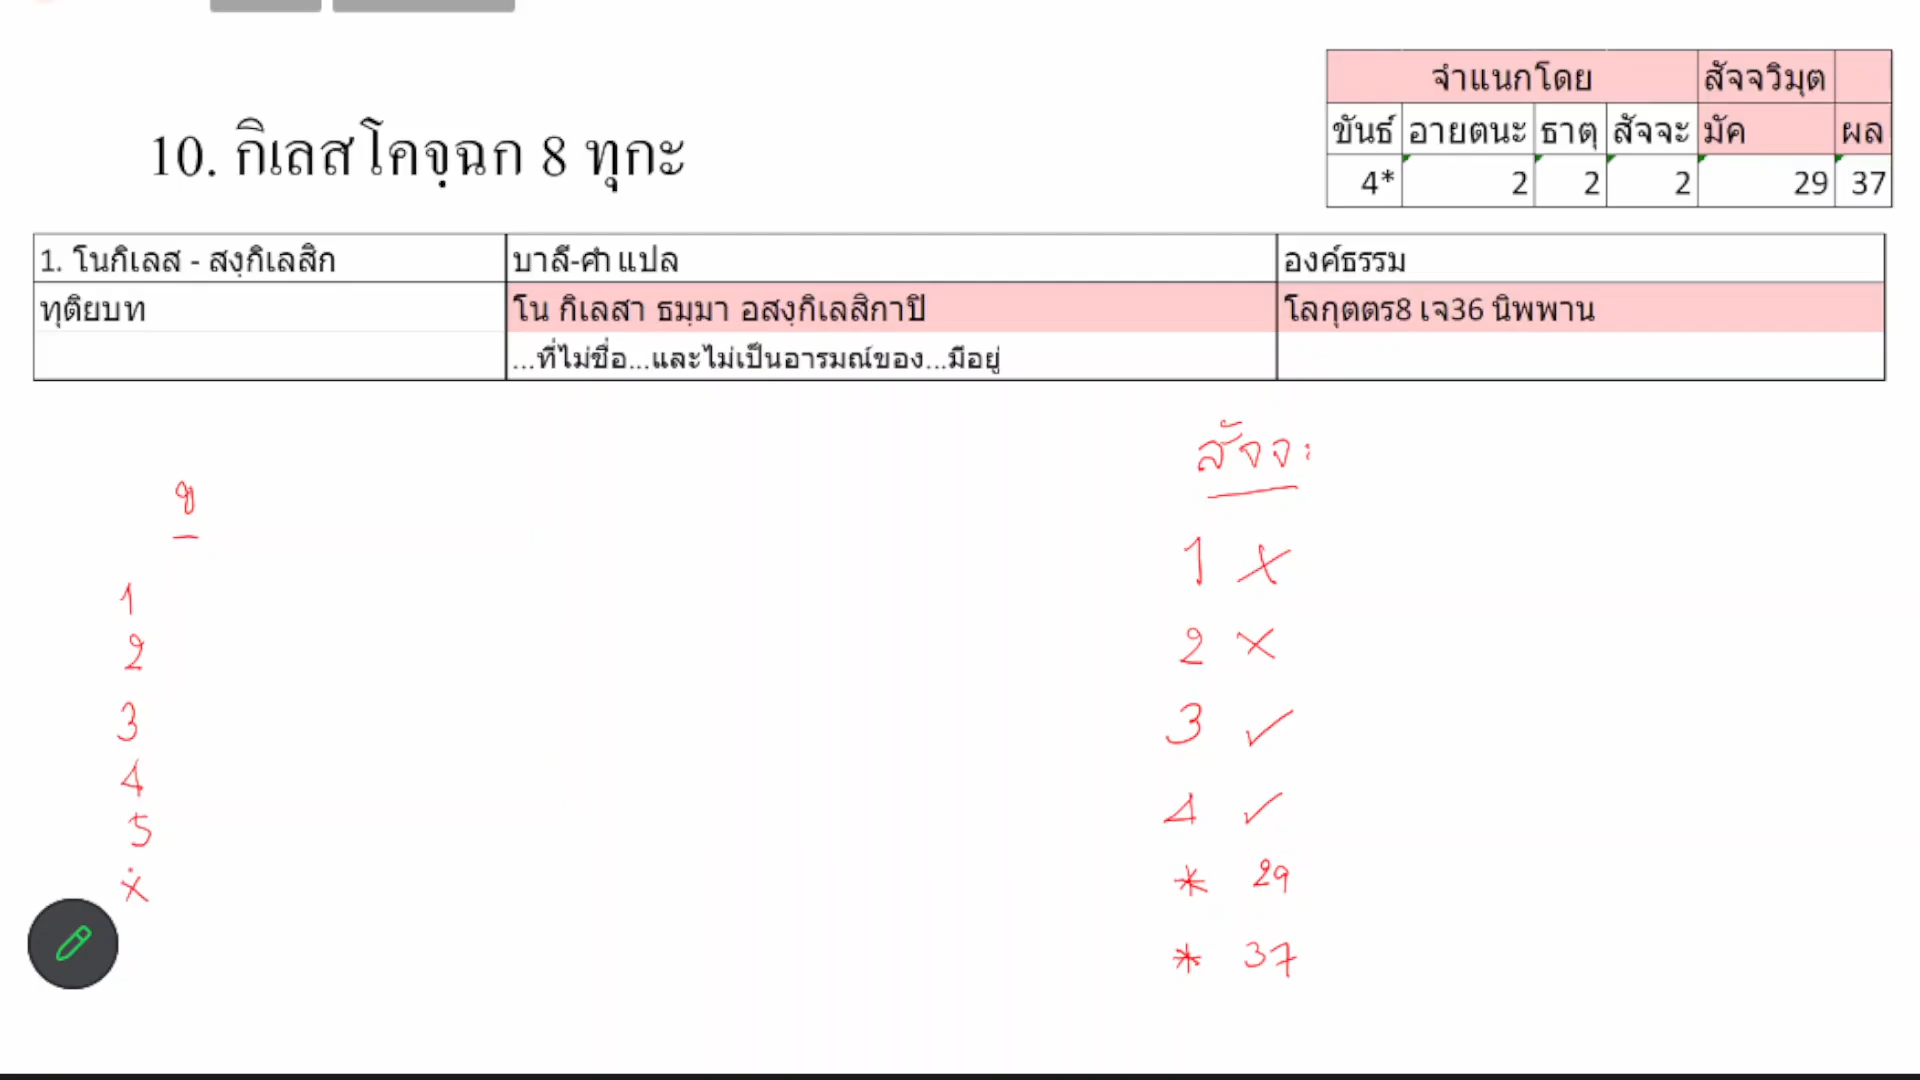 จำแนกโดย สัจจวิมุต
ขันธ์ อายตนะ ธาตุ สัจจะ มัค ผล
4* 2 2 2 29 37
10. กิเลสโคจฺฉก 8 ทุกะ
1. โนกิเลส - สงฺกิเลสิก บาลี-คำแปล องค์ธรรม
ทุติยบท โน กิเลสา ธมฺมา อสงฺกิเลสิกาปิ โลกุตตร8 เจ36 นิพพาน
...ที่ไม่ชื่อ...และไม่เป็นอารมณ์ของ...มีอยู่
สัจจะ
ข
1
2
3
4
5
1 ×
2 ×
3 ✓
4 ✓
* 29
* 37